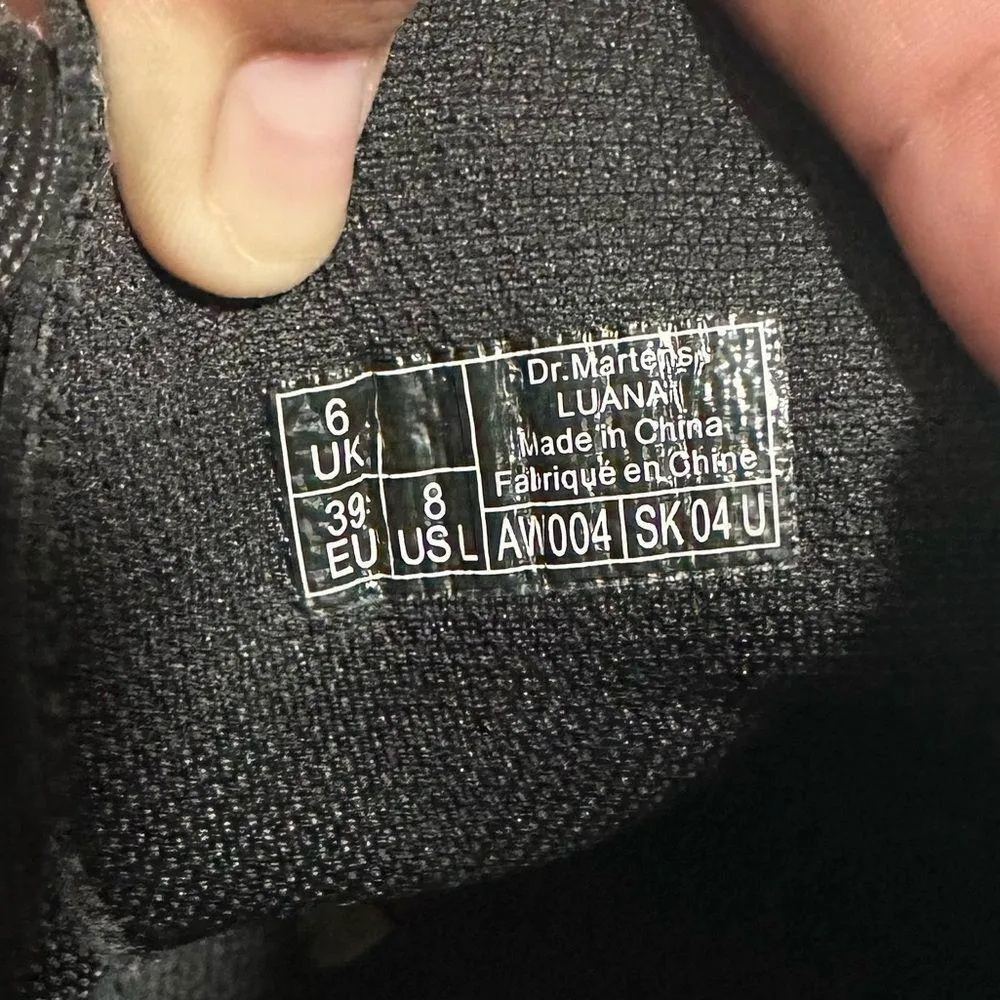 6
UK
39
EU
8
US L
Dr.Martens
LUANA
Made in China
Fabriqué en Chine
AW004
SK 04 U